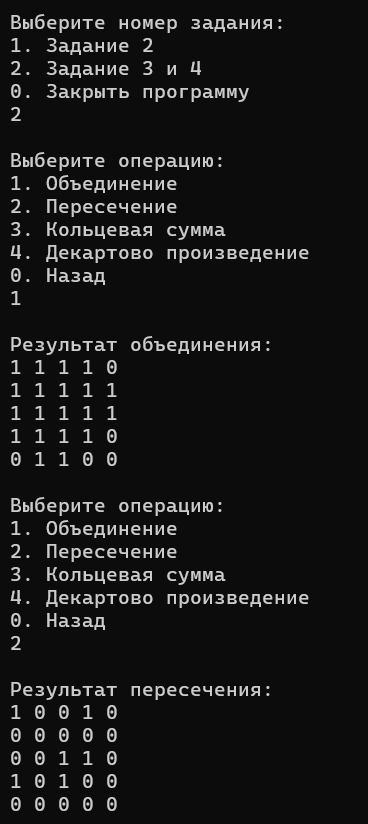 Выберите номер задания:
1. Задание 2
2. Задание 3 и 4
0. Закрыть программу
2
Выберите операцию:
1. Объединение
2. Пересечение
3. Кольцевая сумма
4. Декартово произведение
0. Назад
1
Результат объединения:
1 1 1 1 0
1 1 1 1 1
1 1 1 1 1
1 1 1 1 0
0 1 1 0 0
Выберите операцию:
1. Объединение
2. Пересечение
3. Кольцевая сумма
4. Декартово произведение
0. Назад
2
Результат пересечения:
1 0 0 1 0
0 0 0 0 0
0 0 1 1 0
1 0 1 0 0
0 0 0 0 0